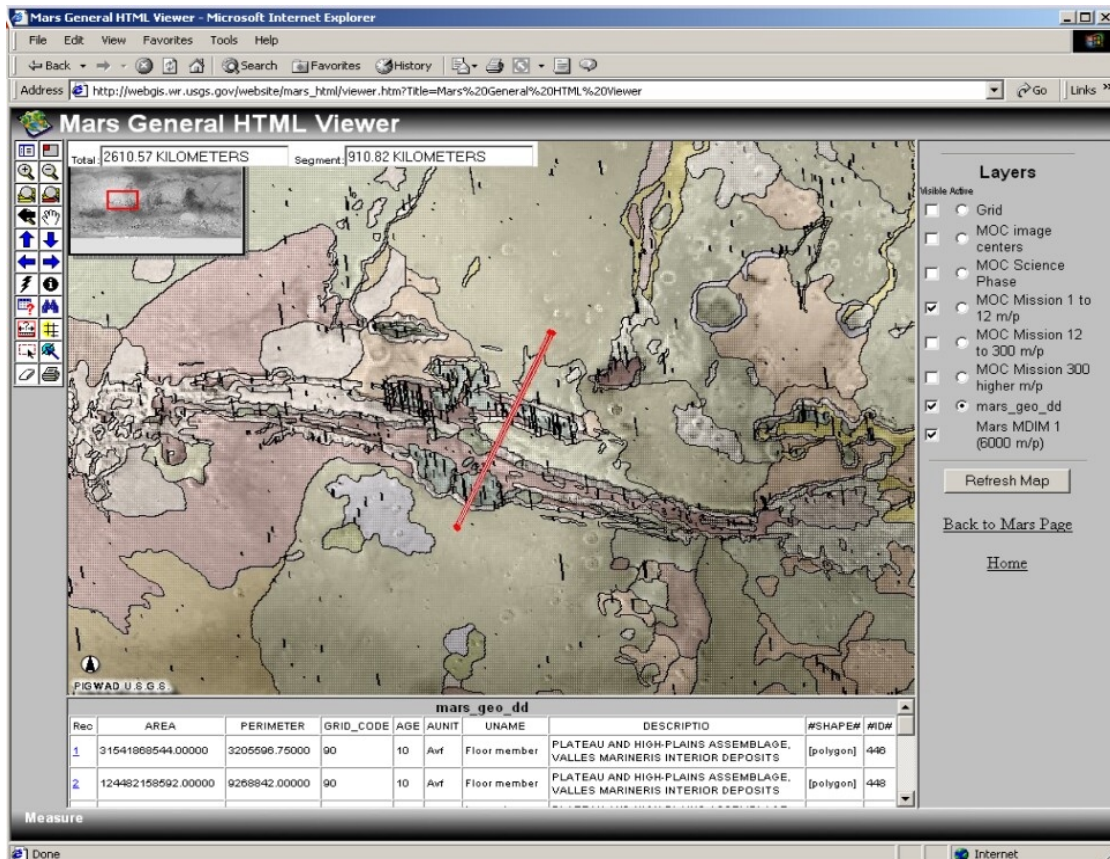 Mars General HTML Viewer - Microsoft Internet Explorer
File Edit View Favorites Tools Help
Back Search Favorites History
Address http://webgis.wr.usgs.gov/website/mars_html/viewer.htm?Title=Mars%20General%20HTML%20Viewer Go Links »
Mars General HTML Viewer
Total: 2610.57 KILOMETERS Segment: 910.82 KILOMETERS
Layers
Visible Active
Grid
MOC image
centers
MOC Science
Phase
MOC Mission 1 to
12 m/p
MOC Mission 12
to 300 m/p
MOC Mission 300
higher m/p
mars_geo_dd
Mars MDIM 1
(6000 m/p)
Refresh Map
Back to Mars Page
Home
PIGWAD U.S.G.S.
mars_geo_dd
Rec AREA PERIMETER GRID_CODE AGE AUNIT UNAME DESCRIPTIO #SHAPE# #ID#
1 31541868544.00000 3205596.75000 90 10 Avf Floor member PLATEAU AND HIGH-PLAINS ASSEMBLAGE, VALLES MARINERIS INTERIOR DEPOSITS [polygon] 446
2 124482158592.00000 9268842.00000 90 10 Avf Floor member PLATEAU AND HIGH-PLAINS ASSEMBLAGE, VALLES MARINERIS INTERIOR DEPOSITS [polygon] 448
Measure
Done Internet